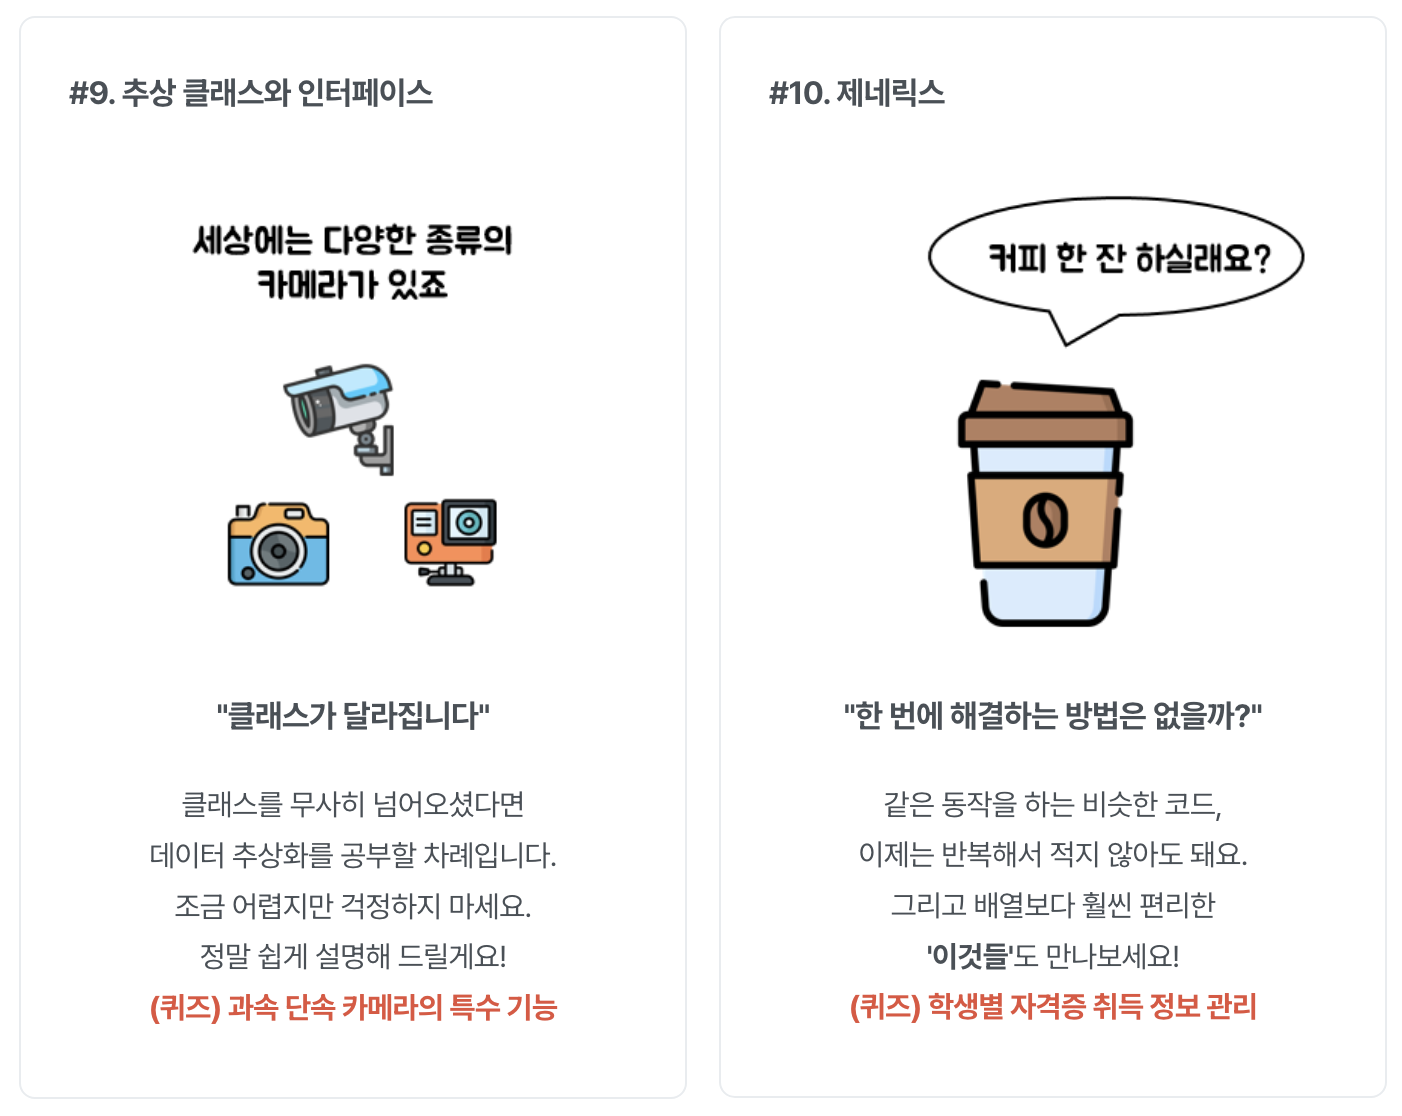 #9. 추상 클래스와 인터페이스
세상에는 다양한 종류의
카메라가 있죠
"클래스가 달라집니다"
클래스를 무사히 넘어오셨다면
데이터 추상화를 공부할 차례입니다.
조금 어렵지만 걱정하지 마세요.
정말 쉽게 설명해 드릴게요!
(퀴즈) 과속 단속 카메라의 특수 기능
#10. 제네릭스
커피 한 잔 하실래요?
"한 번에 해결하는 방법은 없을까?"
같은 동작을 하는 비슷한 코드,
이제는 반복해서 적지 않아도 돼요.
그리고 배열보다 훨씬 편리한
'이것들'도 만나보세요!
(퀴즈) 학생별 자격증 취득 정보 관리